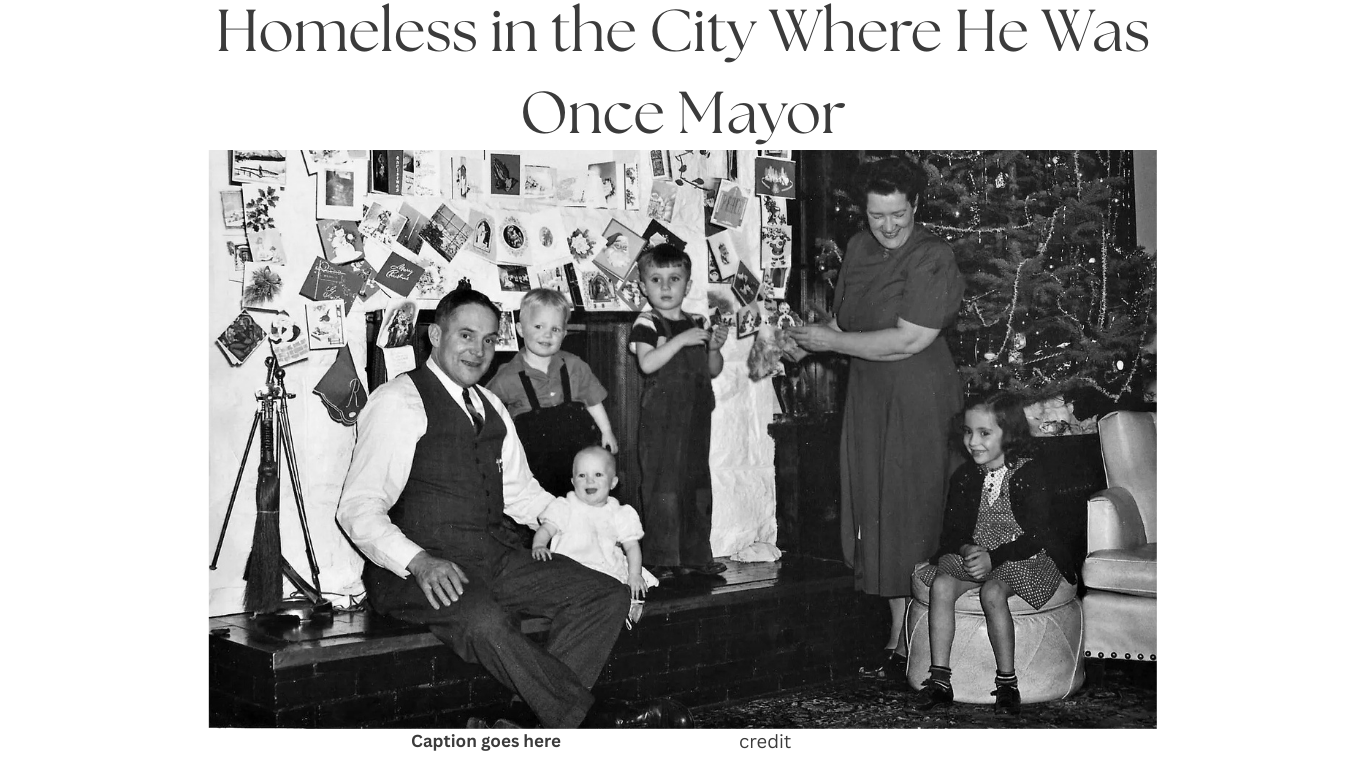 Homeless in the City Where He Was
Once Mayor
Merry Christmas
R
Caption goes here
credit